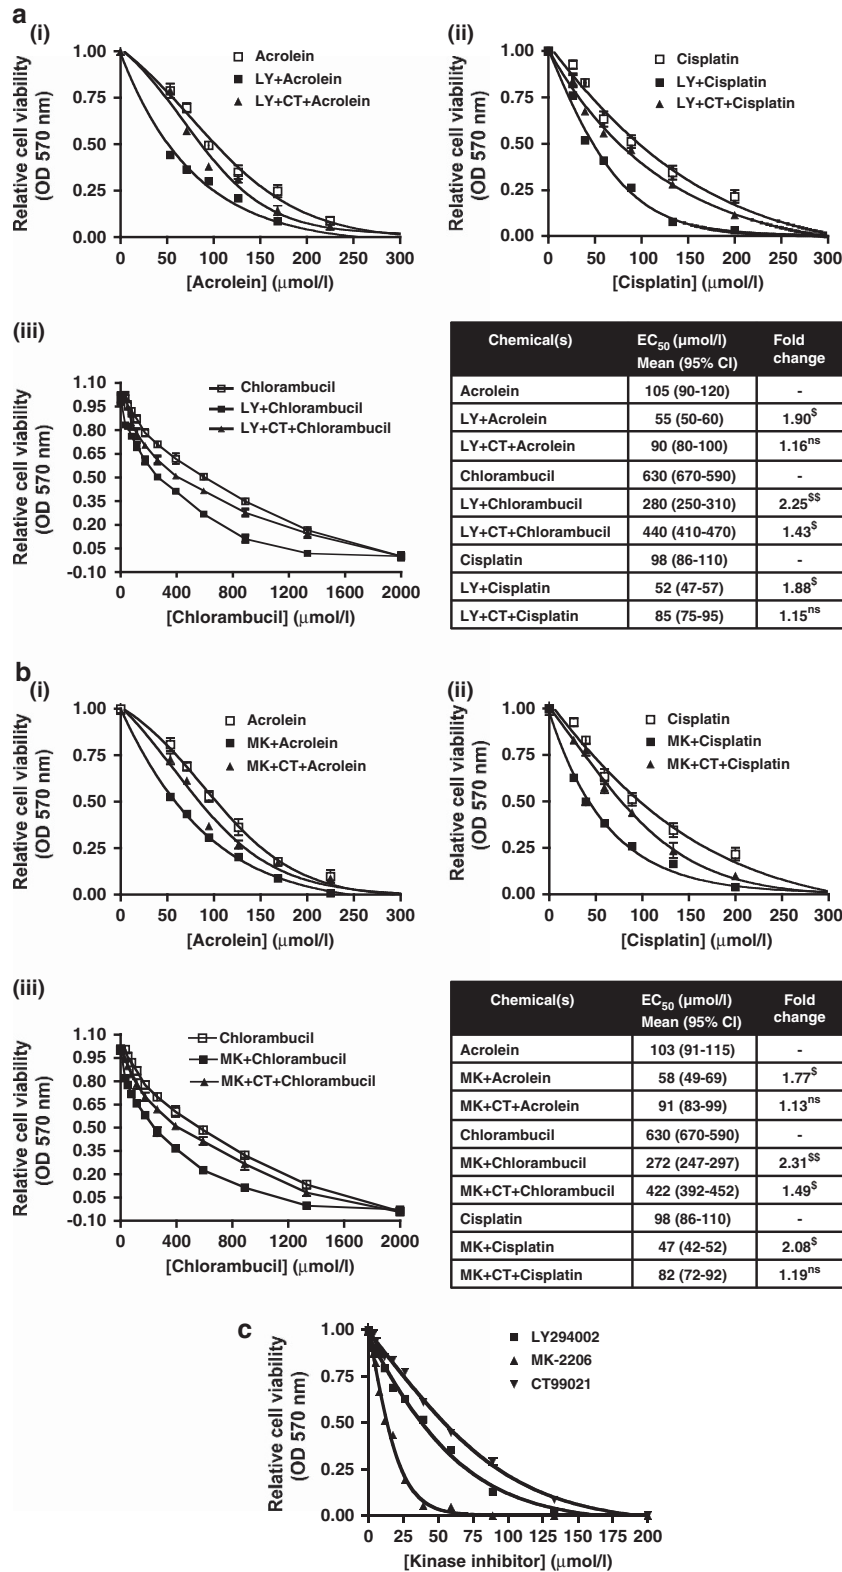 a
(i)
Relative cell viability
(OD 570 nm)
1.00
0.75
0.50
0.25
0.00
Acrolein
LY+Acrolein
LY+CT+Acrolein
0 50 100 150 200 250 300
[Acrolein] (μmol/l)
(ii)
Relative cell viability
(OD 570 nm)
1.00
0.75
0.50
0.25
0.00
Cisplatin
LY+Cisplatin
LY+CT+Cisplatin
0 50 100 150 200 250 300
[Cisplatin] (μmol/l)
(iii)
Relative cell viability
(OD 570 nm)
1.10
0.95
0.80
0.65
0.50
0.35
0.20
0.05
-0.10
Chlorambucil
LY+Chlorambucil
LY+CT+Chlorambucil
0 400 800 1200 1600 2000
[Chlorambucil] (μmol/l)
Chemical(s) EC50 (μmol/l) Fold
Mean (95% CI) change
Acrolein 105 (90-120) -
LY+Acrolein 55 (50-60) 1.90$
LY+CT+Acrolein 90 (80-100) 1.16ns
Chlorambucil 630 (670-590) -
LY+Chlorambucil 280 (250-310) 2.25$$
LY+CT+Chlorambucil 440 (410-470) 1.43$
Cisplatin 98 (86-110) -
LY+Cisplatin 52 (47-57) 1.88$
LY+CT+Cisplatin 85 (75-95) 1.15ns
b
(i)
Relative cell viability
(OD 570 nm)
1.00
0.75
0.50
0.25
0.00
Acrolein
MK+Acrolein
MK+CT+Acrolein
0 50 100 150 200 250 300
[Acrolein] (μmol/l)
(ii)
Relative cell viability
(OD 570 nm)
1.00
0.75
0.50
0.25
0.00
Cisplatin
MK+Cisplatin
MK+CT+Cisplatin
0 50 100 150 200 250 300
[Cisplatin] (μmol/l)
(iii)
Relative cell viability
(OD 570 nm)
1.10
0.95
0.80
0.65
0.50
0.35
0.20
0.05
-0.10
Chlorambucil
MK+Chlorambucil
MK+CT+Chlorambucil
0 400 800 1200 1600 2000
[Chlorambucil] (μmol/l)
Chemical(s) EC50 (μmol/l) Fold
Mean (95% CI) change
Acrolein 103 (91-115) -
MK+Acrolein 58 (49-69) 1.77$
MK+CT+Acrolein 91 (83-99) 1.13ns
Chlorambucil 630 (670-590) -
MK+Chlorambucil 272 (247-297) 2.31$$
MK+CT+Chlorambucil 422 (392-452) 1.49$
Cisplatin 98 (86-110) -
MK+Cisplatin 47 (42-52) 2.08$
MK+CT+Cisplatin 82 (72-92) 1.19ns
c
Relative cell viability
(OD 570 nm)
1.00
0.75
0.50
0.25
0.00
LY294002
MK-2206
CT99021
0 25 50 75 100 125 150 175 200
[Kinase inhibitor] (μmol/l)